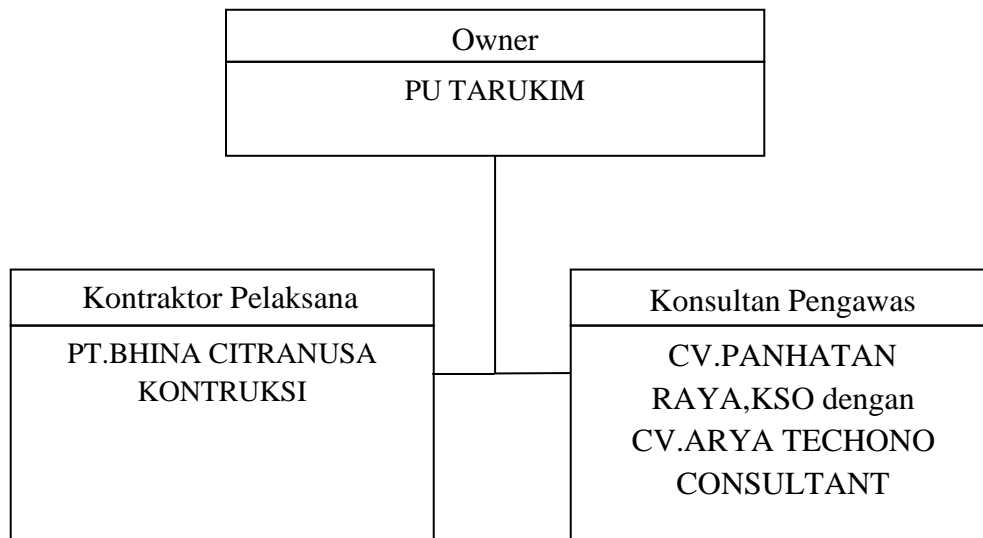 Owner
PU TARUKIM
Kontraktor Pelaksana
PT.BHINA CITRANUSA
KONTRUKSI
Konsultan Pengawas
CV.PANHATAN
RAYA,KSO dengan
CV.ARYA TECHONO
CONSULTANT